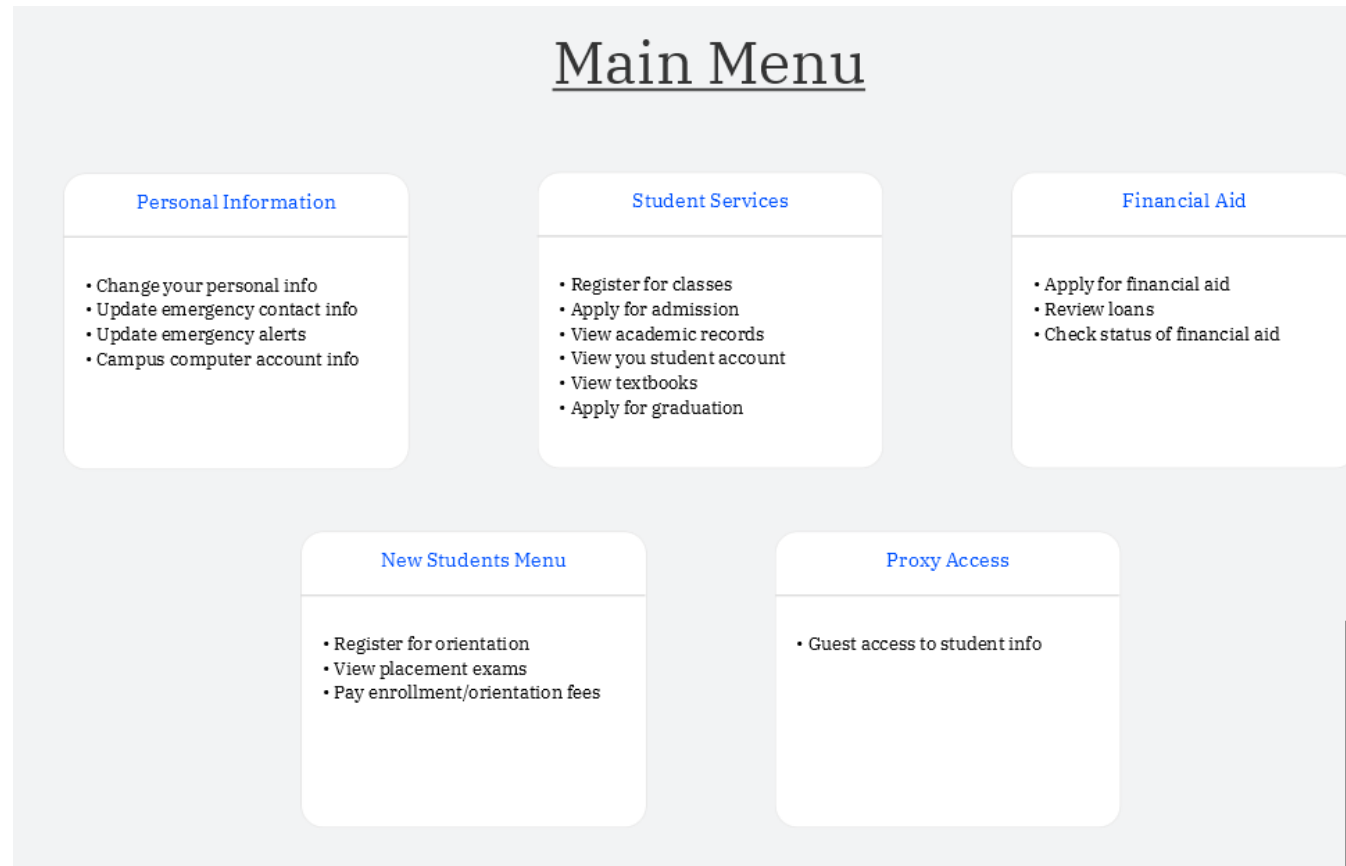 Main Menu
Personal Information
• Change your personal info
• Update emergency contact info
• Update emergency alerts
• Campus computer account info
Student Services
• Register for classes
• Apply for admission
• View academic records
• View you student account
• View textbooks
• Apply for graduation
Financial Aid
• Apply for financial aid
• Review loans
• Check status of financial aid
New Students Menu
• Register for orientation
• View placement exams
• Pay enrollment/orientation fees
Proxy Access
• Guest access to student info